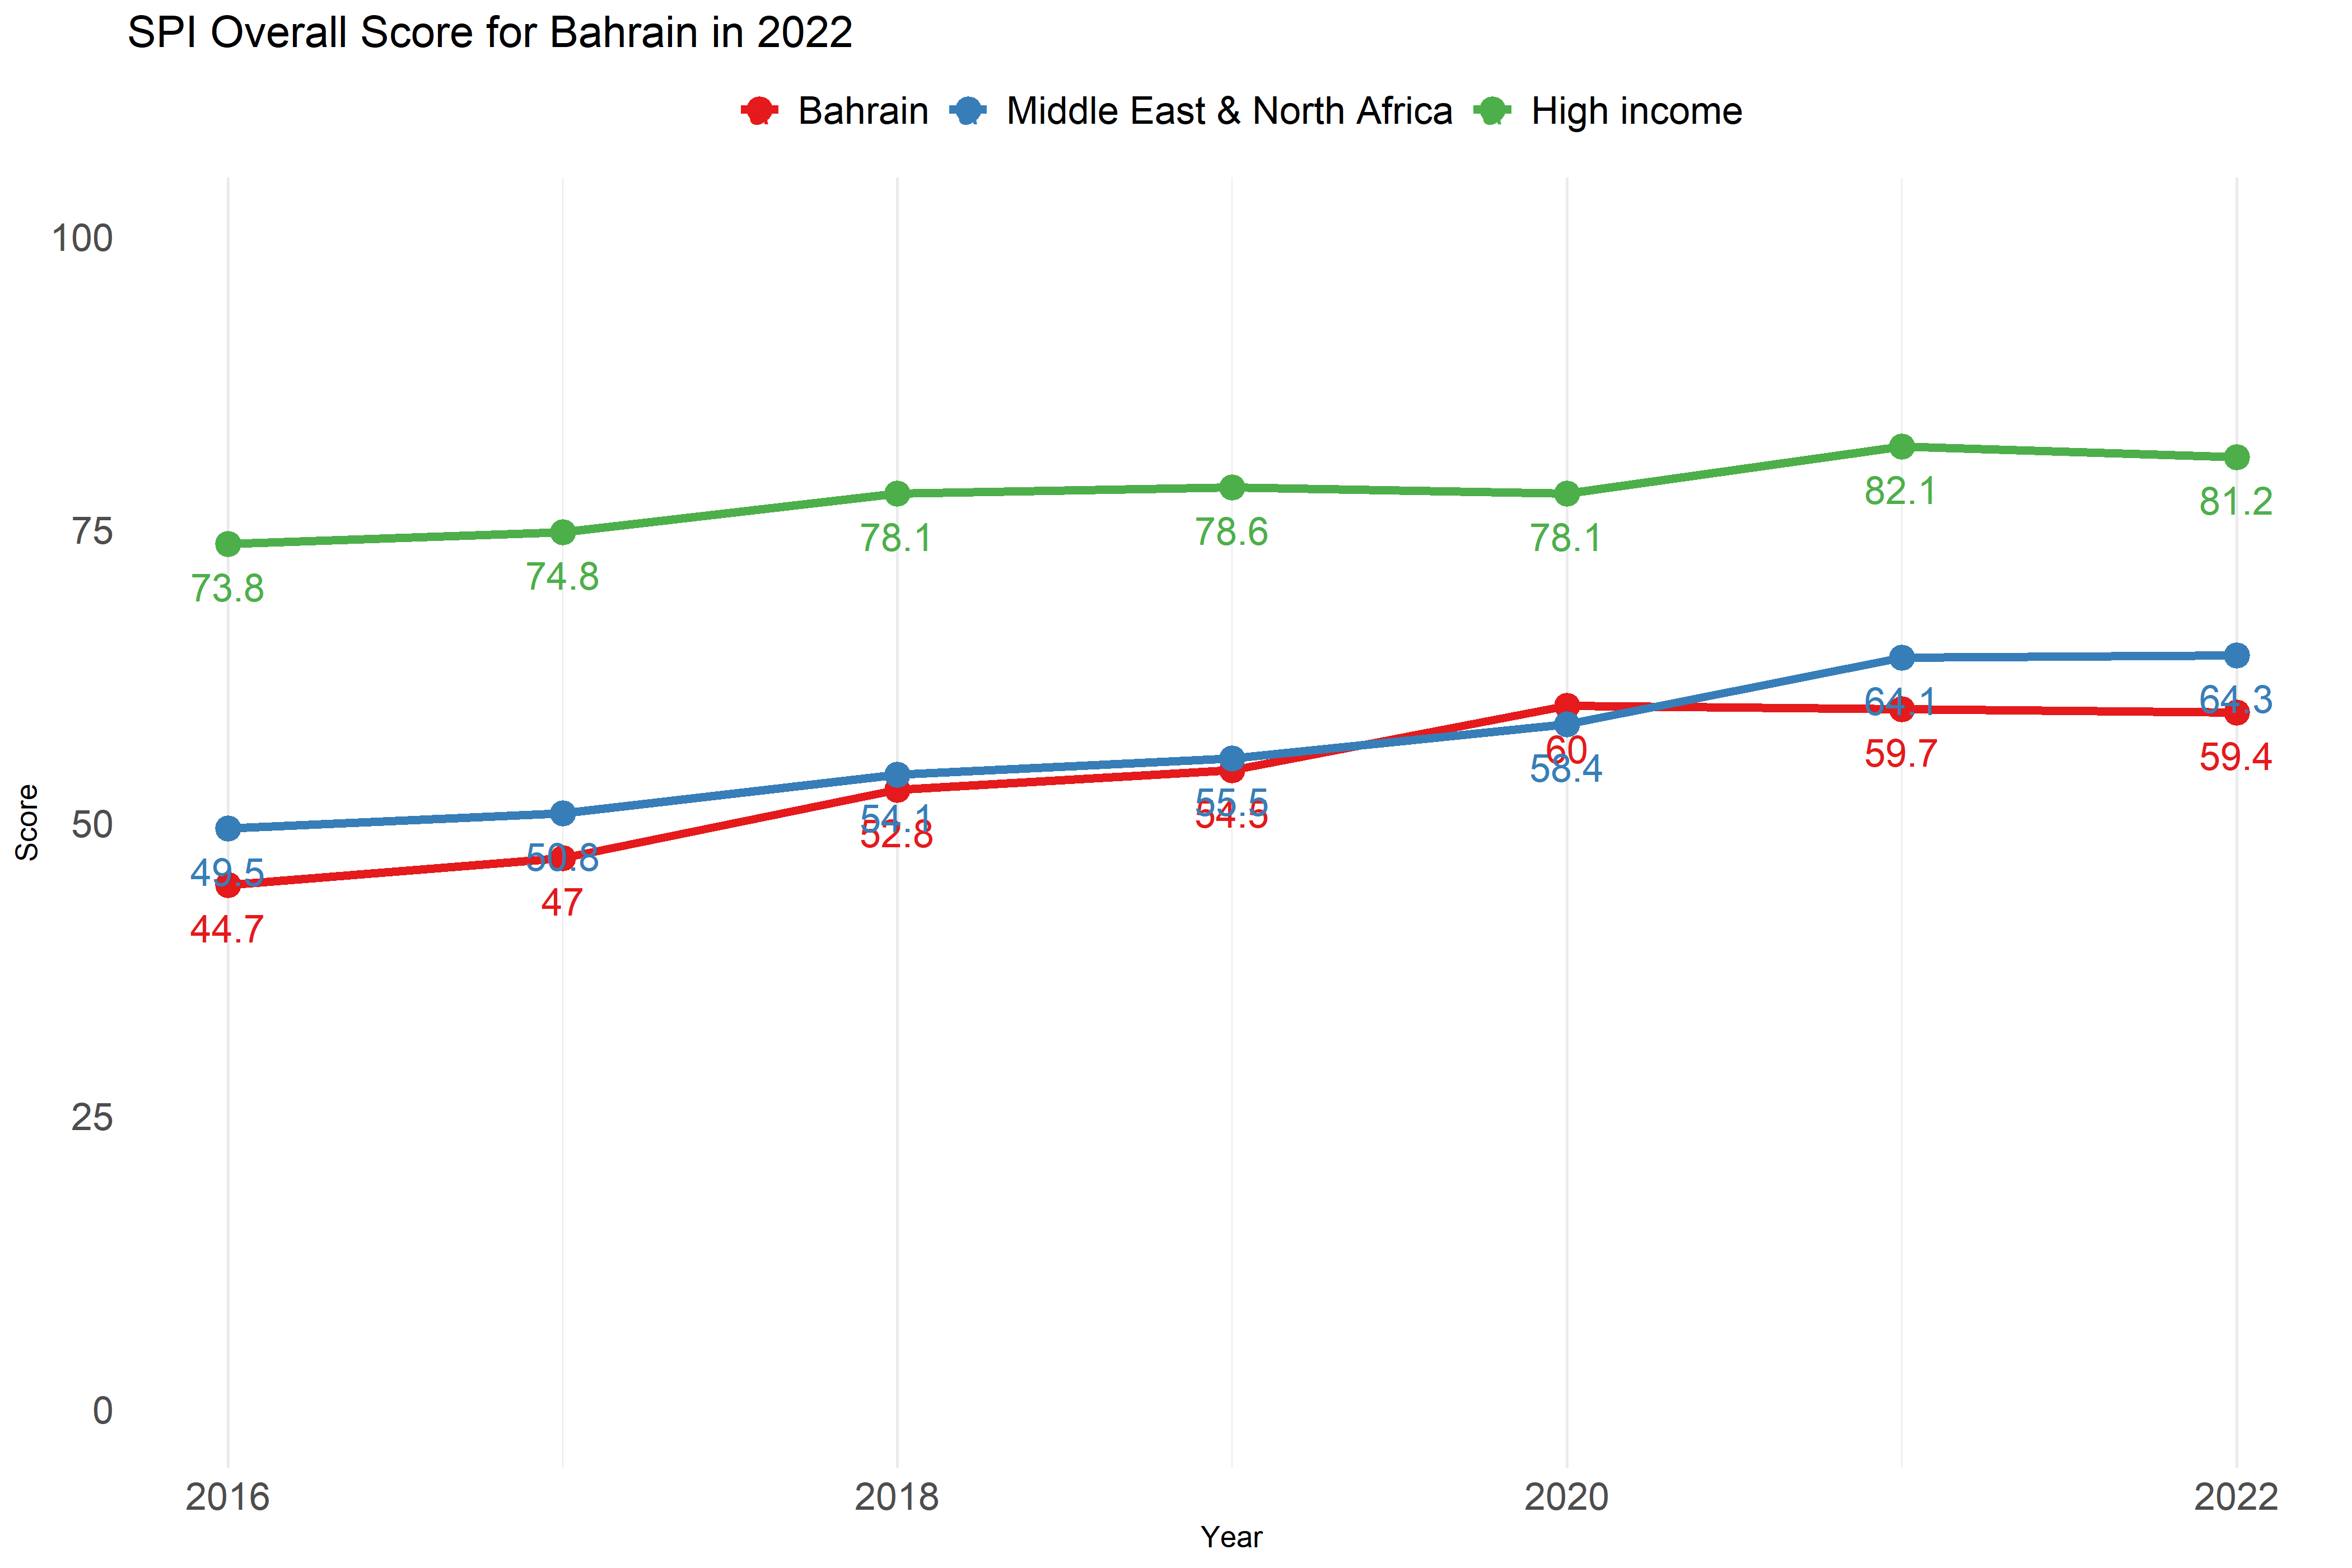 SPI Overall Score for Bahrain in 2022
Bahrain Middle East & North Africa High income
100
75
50
25
0
Score
73.8 74.8 78.1 78.6 78.1 82.1 81.2
49.5 50.8 54.1 55.5 58.4 64.1 64.3
44.7 47 52.8 54.5 60 59.7 59.4
2016 2018 2020 2022
Year